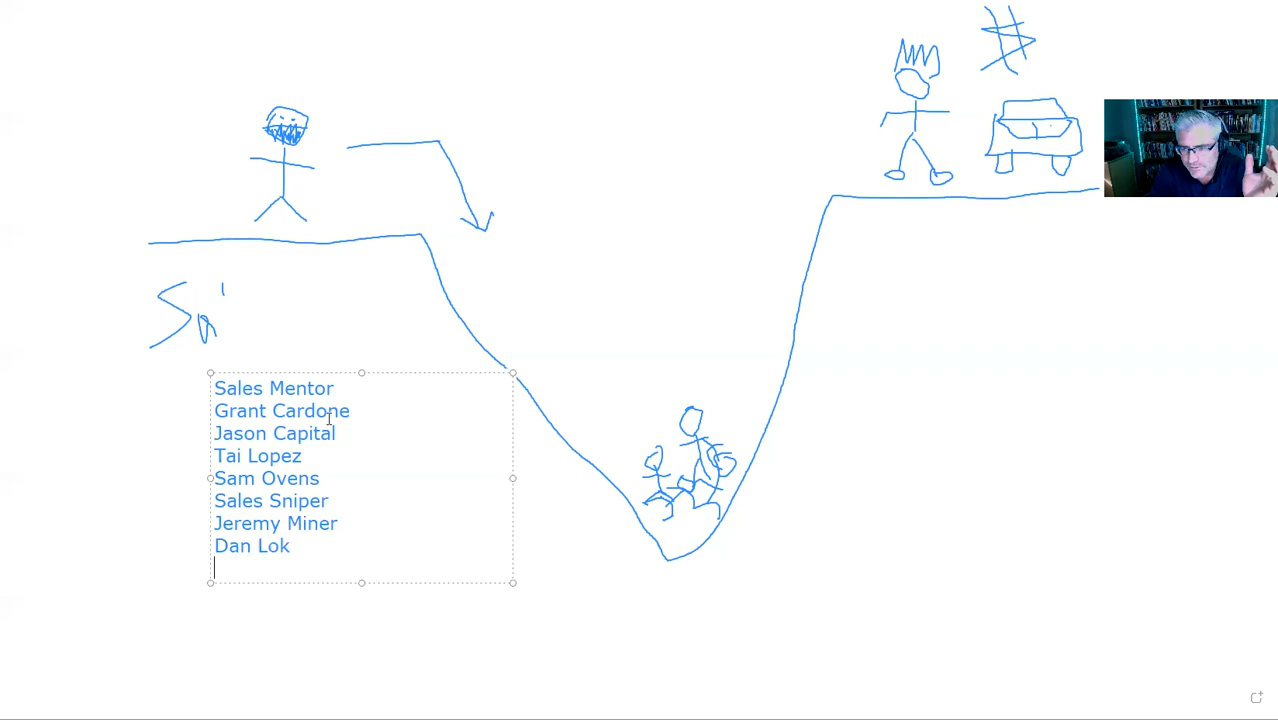 Sales Mentor
Grant Cardone
Jason Capital
Tai Lopez
Sam Ovens
Sales Sniper
Jeremy Miner
Dan Lok